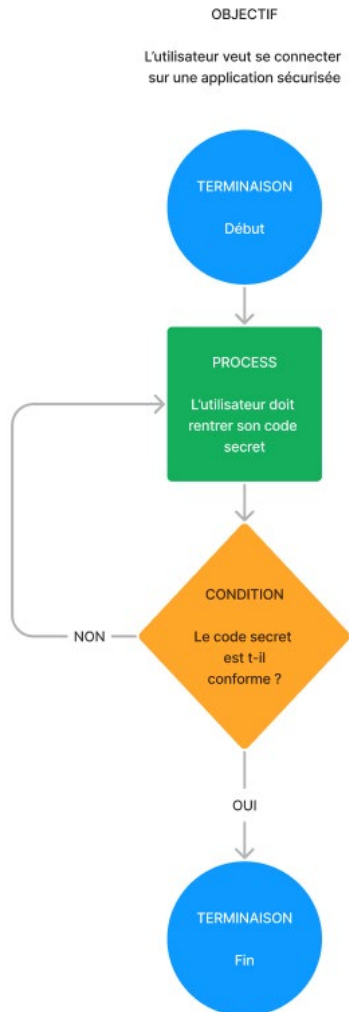 OBJECTIF
L'utilisateur veut se connecter
sur une application sécurisée
TERMINAISON
Début
PROCESS
L'utilisateur doit
rentrer son code
secret
CONDITION
Le code secret
est t-il
conforme ?
NON
OUI
TERMINAISON
Fin